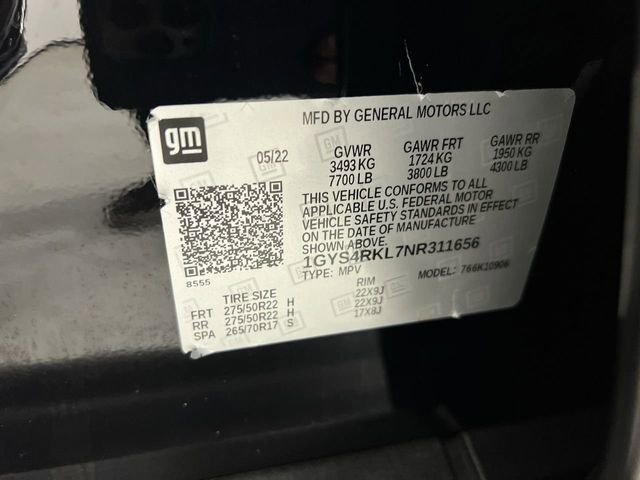 gm
MFD BY GENERAL MOTORS LLC
05/22 GVWR GAWR FRT GAWR RR
3493 KG 1724 KG 1950 KG
7700 LB 3800 LB 4300 LB
THIS VEHICLE CONFORMS TO ALL
APPLICABLE U.S. FEDERAL MOTOR
VEHICLE SAFETY STANDARDS IN EFFECT
ON THE DATE OF MANUFACTURE
SHOWN ABOVE.
1GYS4RKL7NR311656
8555 TYPE: MPV MODEL: 766K10906
TIRE SIZE RIM
FRT 275/50R22 H 22X9J
RR 275/50R22 H 22X9J
SPA 265/70R17 S 17X8J